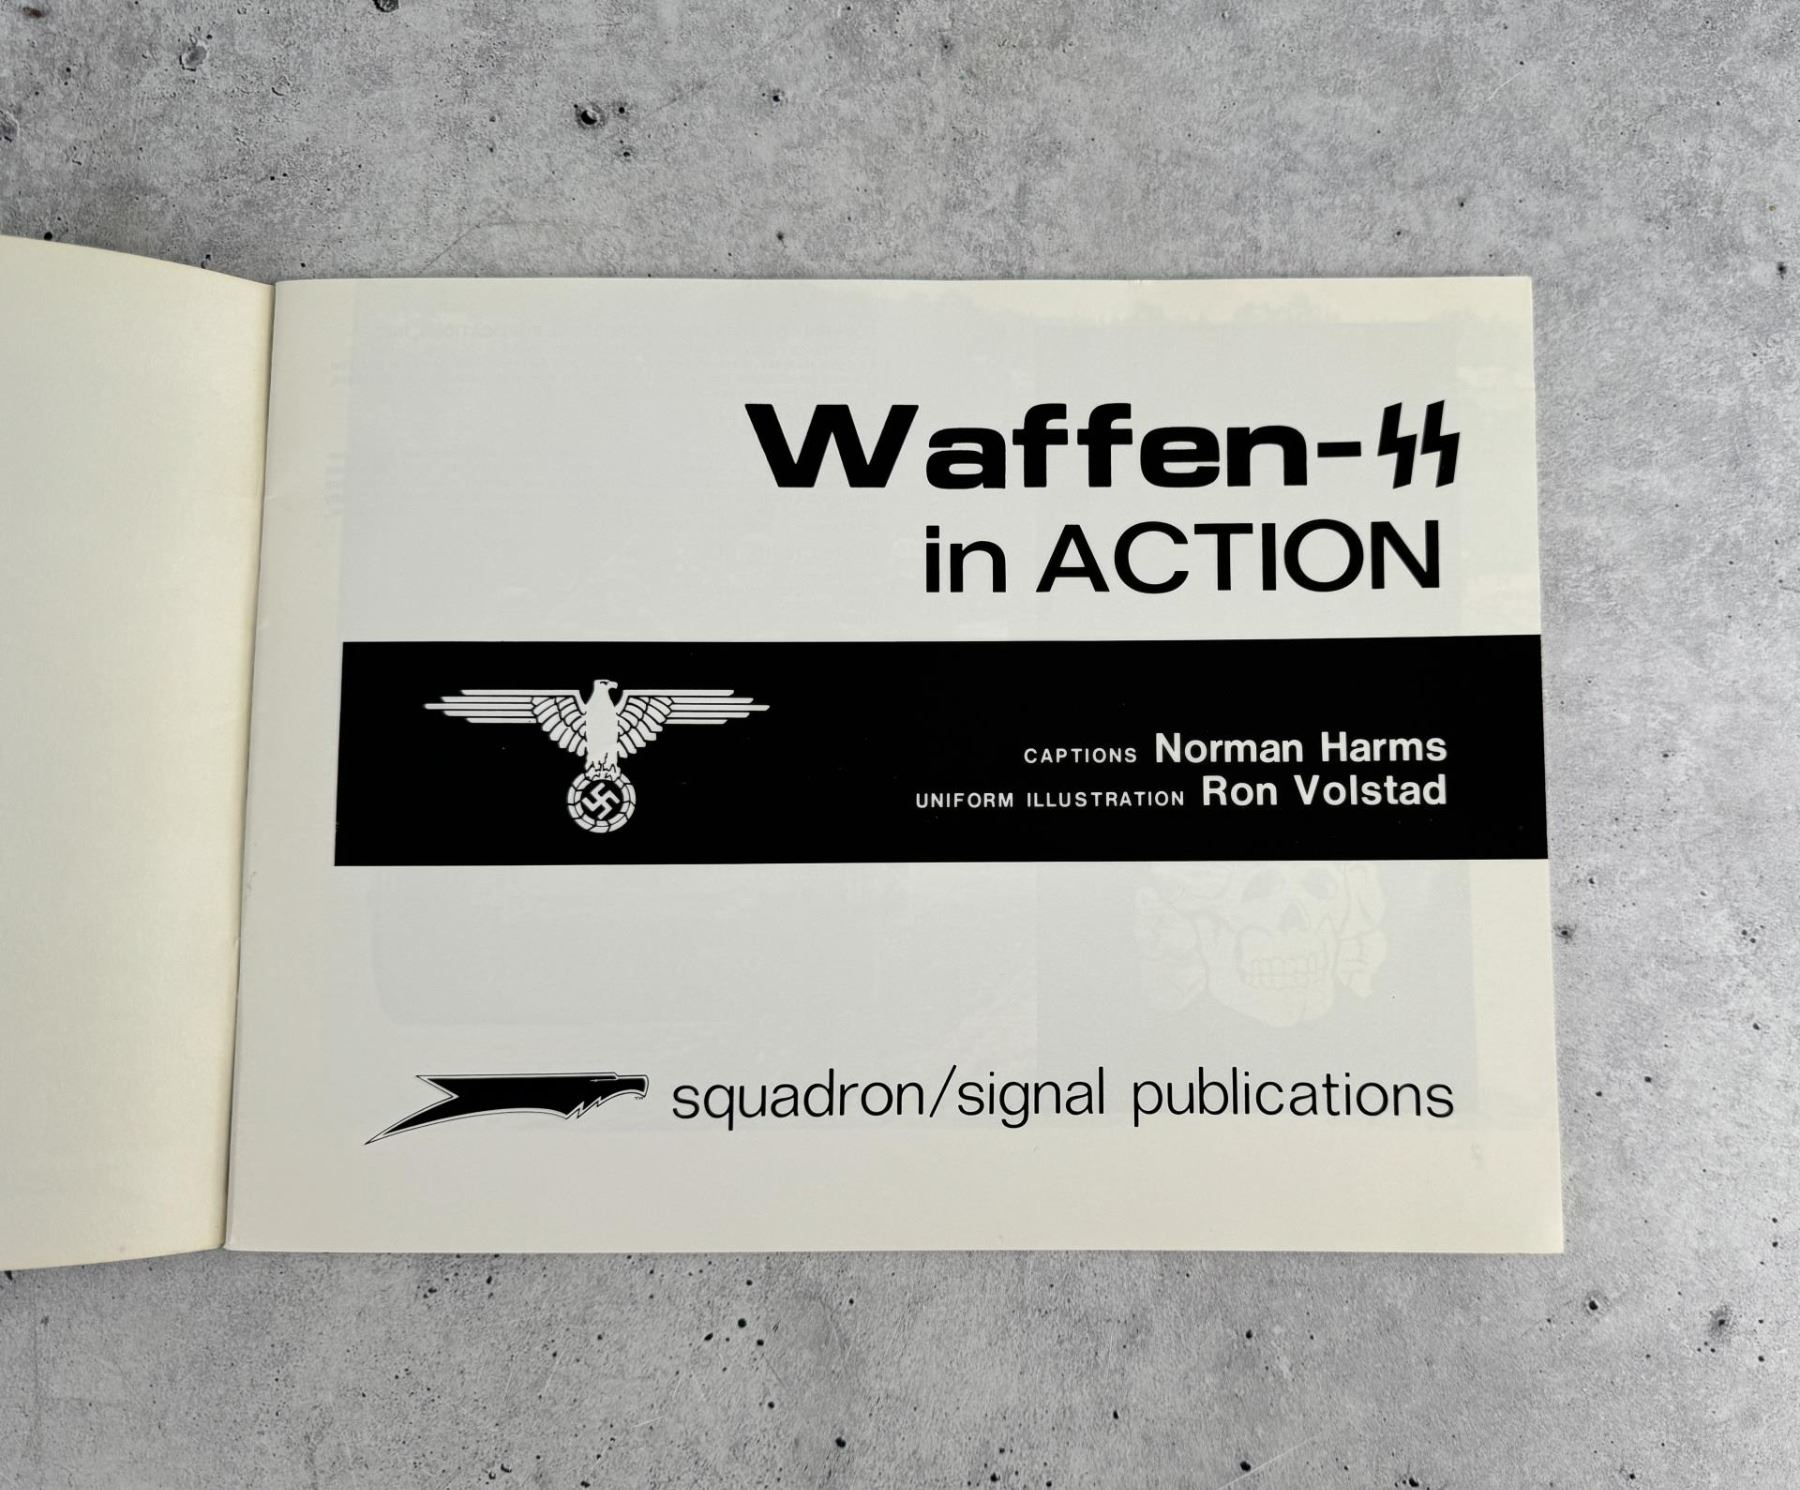 Waffen-SS
in ACTION
CAPTIONS Norman Harms
UNIFORM ILLUSTRATION Ron Volstad
squadron/signal publications